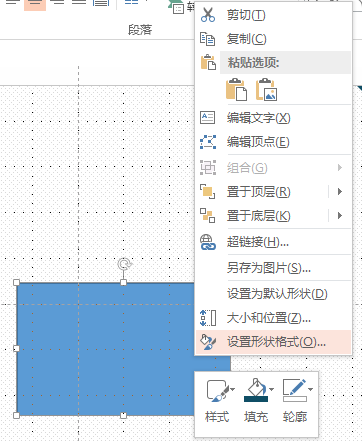 段落
剪切(T)
复制(C)
粘贴选项:
编辑文字(X)
编辑顶点(E)
组合(G)
置于顶层(R)
置于底层(K)
超链接(H)...
另存为图片(S)...
设置为默认形状(D)
大小和位置(Z)...
设置形状格式(O)...
样式 填充 轮廓